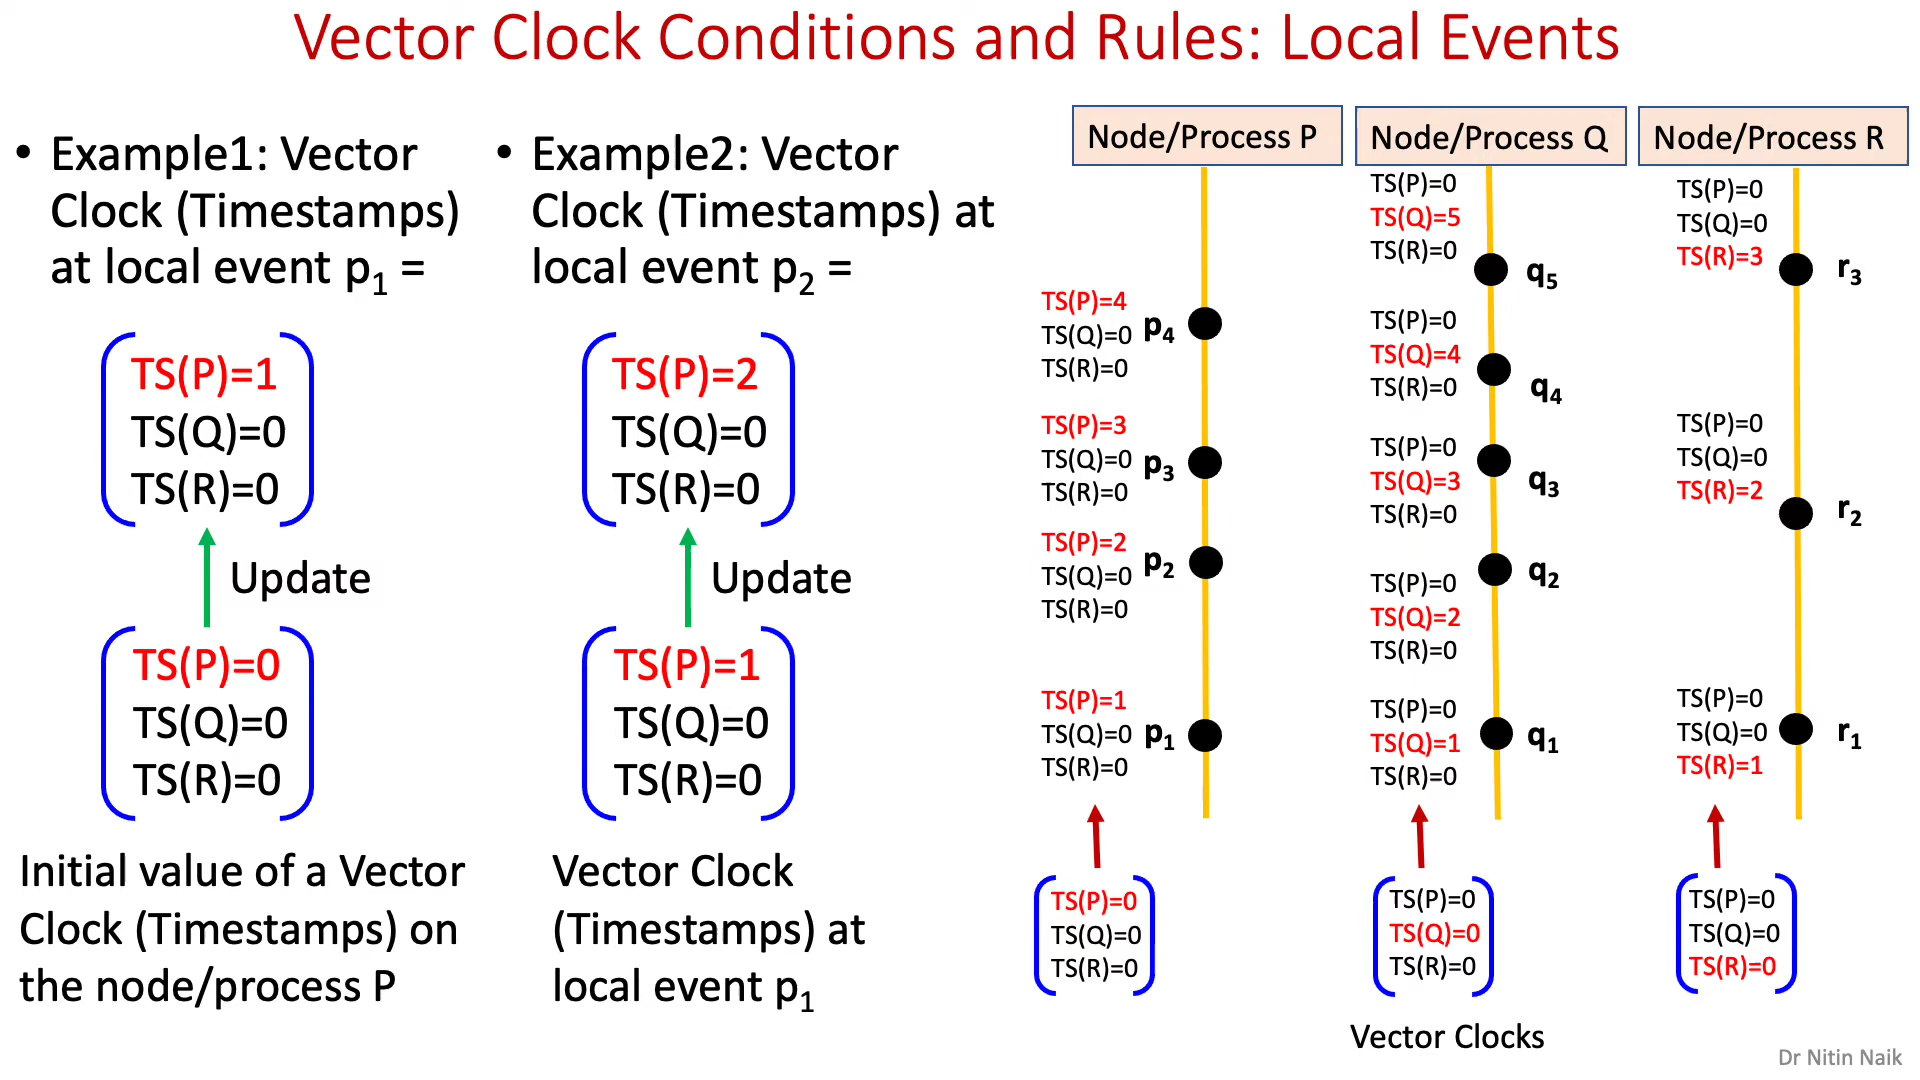 Vector Clock Conditions and Rules: Local Events
• Example1: Vector
Clock (Timestamps)
at local event p₁ =
TS(P)=1
TS(Q)=0
TS(R)=0
Update
TS(P)=0
TS(Q)=0
TS(R)=0
Initial value of a Vector
Clock (Timestamps) on
the node/process P
• Example2: Vector
Clock (Timestamps) at
local event p₂ =
TS(P)=2
TS(Q)=0
TS(R)=0
Update
TS(P)=1
TS(Q)=0
TS(R)=0
Vector Clock
(Timestamps) at
local event p₁
Node/Process P
TS(P)=4
TS(Q)=0
TS(R)=0
p₄
TS(P)=3
TS(Q)=0
TS(R)=0
p₃
TS(P)=2
TS(Q)=0
TS(R)=0
p₂
TS(P)=1
TS(Q)=0
TS(R)=0
p₁
TS(P)=0
TS(Q)=0
TS(R)=0
Node/Process Q
TS(P)=0
TS(Q)=5
TS(R)=0
q₅
TS(P)=0
TS(Q)=4
TS(R)=0
q₄
TS(P)=0
TS(Q)=3
TS(R)=0
q₃
TS(P)=0
TS(Q)=2
TS(R)=0
q₂
TS(P)=0
TS(Q)=1
TS(R)=0
q₁
TS(P)=0
TS(Q)=0
TS(R)=0
Node/Process R
TS(P)=0
TS(Q)=0
TS(R)=3
r₃
TS(P)=0
TS(Q)=0
TS(R)=2
r₂
TS(P)=0
TS(Q)=0
TS(R)=1
r₁
TS(P)=0
TS(Q)=0
TS(R)=0
Vector Clocks
Dr Nitin Naik